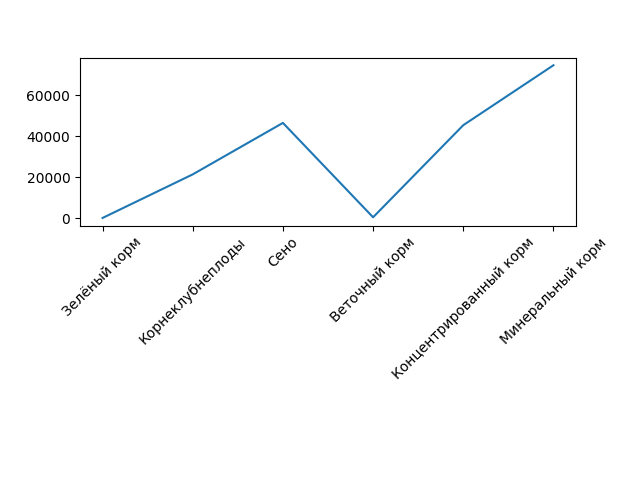 60000
40000
20000
0
Зелёный корм
Корнеклубнеплоды
Сено
Веточный корм
Концентрированный корм
Минеральный корм